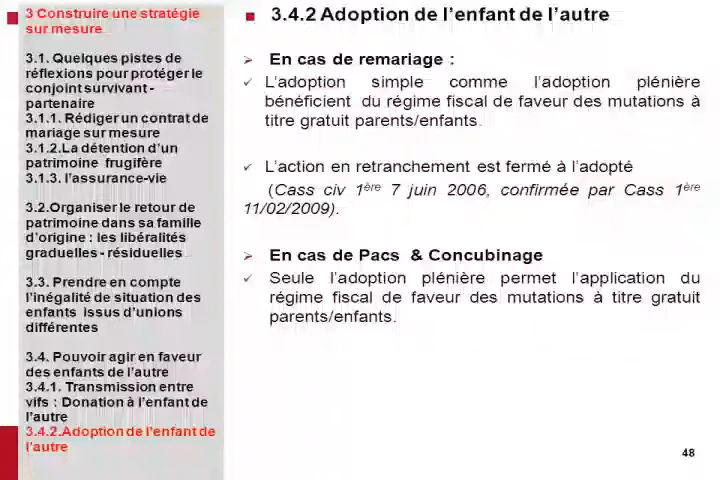 3 Construire une stratégie
sur mesure
3.1. Quelques pistes de
réflexions pour protéger le
conjoint survivant -
partenaire
3.1.1. Rédiger un contrat de
mariage sur mesure
3.1.2.La détention d’un
patrimoine frugifère
3.1.3. l’assurance-vie
3.2.Organiser le retour de
patrimoine dans sa famille
d’origine : les libéralités
graduelles - résiduelles
3.3. Prendre en compte
l’inégalité de situation des
enfants issus d’unions
différentes
3.4. Pouvoir agir en faveur
des enfants de l’autre
3.4.1. Transmission entre
vifs : Donation à l’enfant de
l’autre
3.4.2.Adoption de l’enfant de
l’autre
3.4.2 Adoption de l’enfant de l’autre
En cas de remariage :
L’adoption simple comme l’adoption plénière
bénéficient du régime fiscal de faveur des mutations à
titre gratuit parents/enfants.
L’action en retranchement est fermé à l’adopté
(Cass civ 1ère 7 juin 2006, confirmée par Cass 1ère
11/02/2009).
En cas de Pacs & Concubinage
Seule l’adoption plénière permet l’application du
régime fiscal de faveur des mutations à titre gratuit
parents/enfants.
48